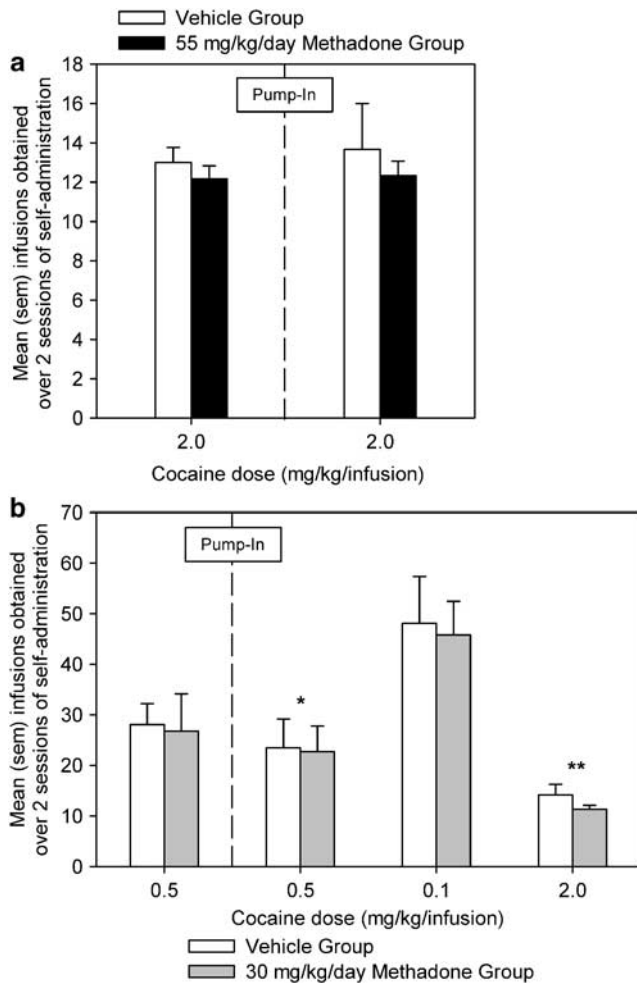 Vehicle Group
55 mg/kg/day Methadone Group
a
18
16
14
12
10
8
6
4
2
0
Pump-In
Mean (sem) infusions obtained
over 2 sessions of self-administration
2.0 2.0
Cocaine dose (mg/kg/infusion)
b
70
60
50
40
30
20
10
0
Pump-In
*
**
Mean (sem) infusions obtained
over 2 sessions of self-administration
0.5 0.5 0.1 2.0
Cocaine dose (mg/kg/infusion)
Vehicle Group
30 mg/kg/day Methadone Group